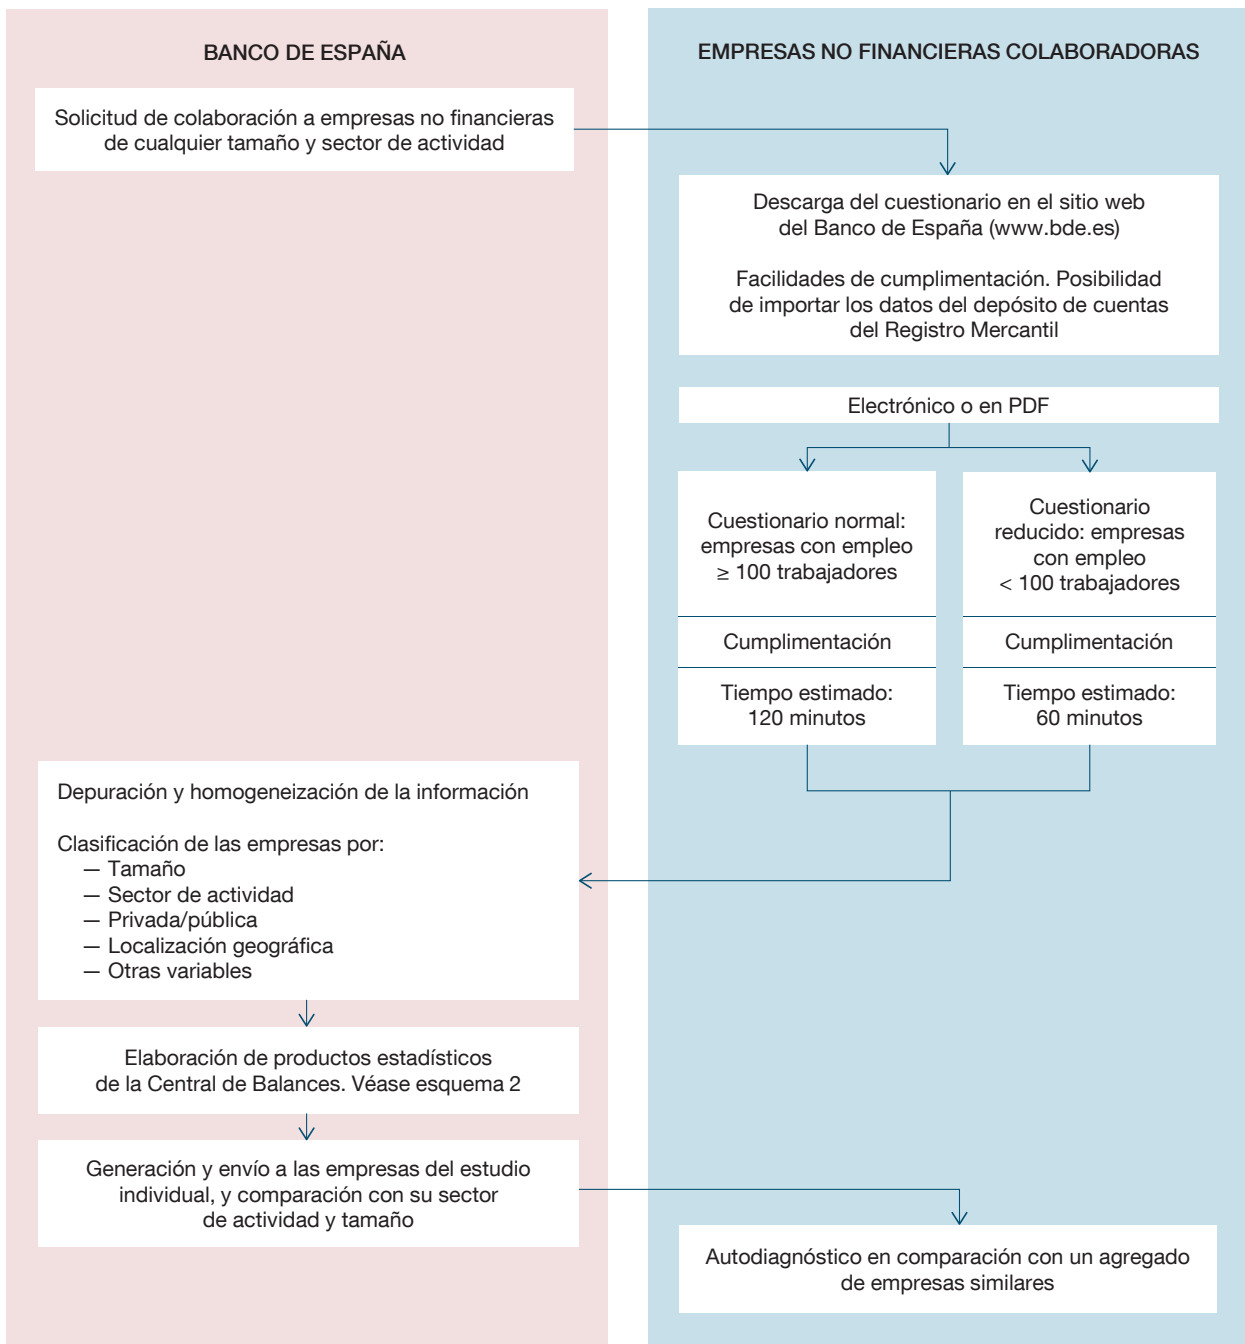 BANCO DE ESPAÑA
EMPRESAS NO FINANCIERAS COLABORADORAS
Solicitud de colaboración a empresas no financieras
de cualquier tamaño y sector de actividad
Descarga del cuestionario en el sitio web
del Banco de España (www.bde.es)
Facilidades de cumplimentación. Posibilidad
de importar los datos del depósito de cuentas
del Registro Mercantil
Electrónico o en PDF
Cuestionario normal:
empresas con empleo
≥ 100 trabajadores
Cumplimentación
Tiempo estimado:
120 minutos
Cuestionario
reducido: empresas
con empleo
< 100 trabajadores
Cumplimentación
Tiempo estimado:
60 minutos
Depuración y homogeneización de la información
Clasificación de las empresas por:
— Tamaño
— Sector de actividad
— Privada/pública
— Localización geográfica
— Otras variables
Elaboración de productos estadísticos
de la Central de Balances. Véase esquema 2
Generación y envío a las empresas del estudio
individual, y comparación con su sector
de actividad y tamaño
Autodiagnóstico en comparación con un agregado
de empresas similares